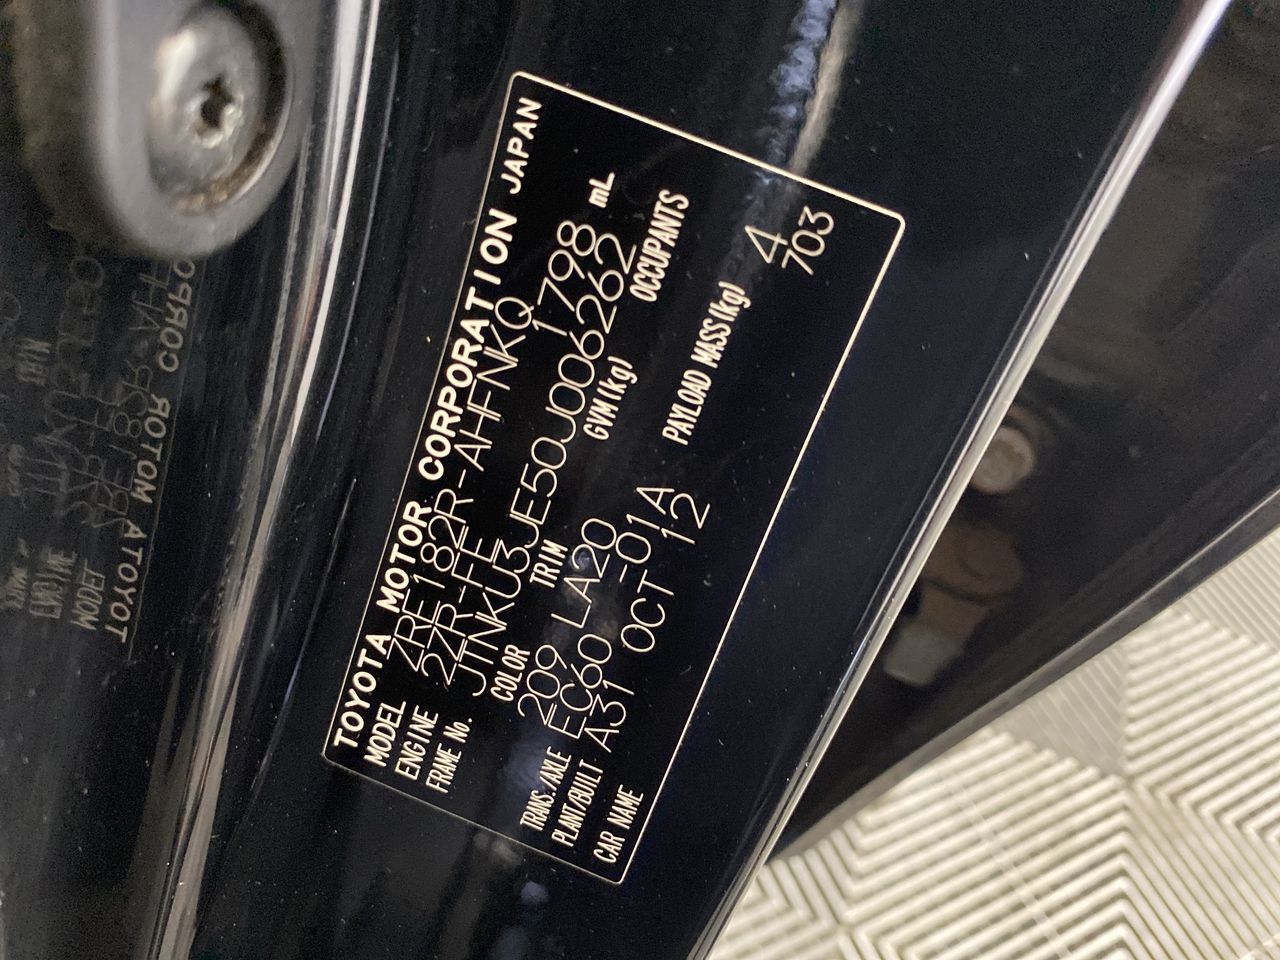 TOYOTA MOTOR CORPORATION JAPAN
MODEL ZRE182R-AHFNKQ
ENGINE 2ZR-FE 1798 mL
FRAME No. JTNKU3JE50J006262
COLOR TRIM GVM(kg) OCCUPANTS
209 LA20 4
TRANS./AXLE EC60 PAYLOAD MASS(kg) 703
PLANT/BUILT A31 OCT-01A 12
CAR NAME